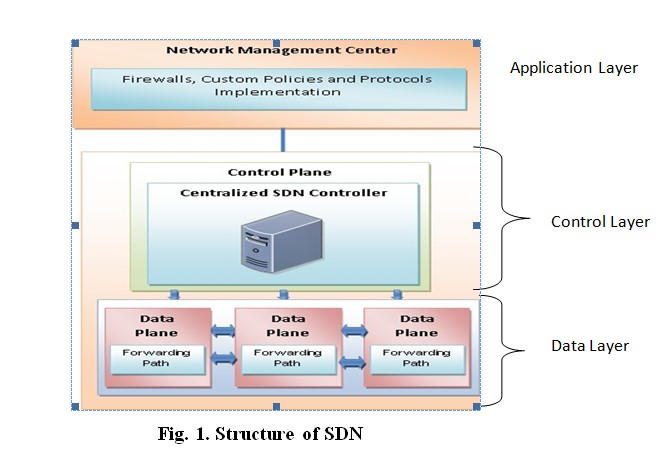 Network Management Center
Application Layer
Firewalls, Custom Policies and Protocols
Implementation
Control Plane
Centralized SDN Controller
Control Layer
Data
Plane
Forwarding
Path
Data
Plane
Forwarding
Path
Data
Plane
Forwarding
Path
Data Layer
Fig. 1. Structure of SDN